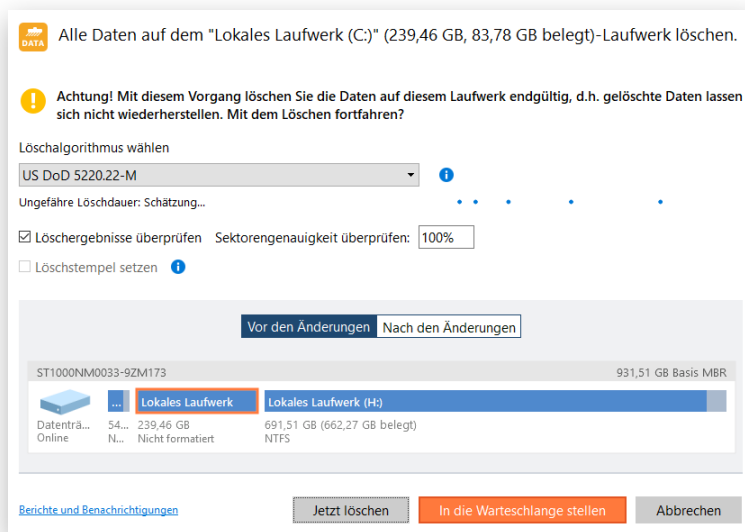 DATA
Alle Daten auf dem "Lokales Laufwerk (C:)" (239,46 GB, 83,78 GB belegt)-Laufwerk löschen.
Achtung! Mit diesem Vorgang löschen Sie die Daten auf diesem Laufwerk endgültig, d.h. gelöschte Daten lassen
sich nicht wiederherstellen. Mit dem Löschen fortfahren?
Löschalgorithmus wählen
US DoD 5220.22-M
Ungefähre Löschdauer: Schätzung...
Löschergebnisse überprüfen Sektorengenauigkeit überprüfen: 100%
Löschstempel setzen
Vor den Änderungen Nach den Änderungen
ST1000NM0033-9ZM173 931,51 GB Basis MBR
... Lokales Laufwerk Lokales Laufwerk (H:)
Datenträ... 54... 239,46 GB 691,51 GB (662,27 GB belegt)
Online N... Nicht formatiert NTFS
Berichte und Benachrichtigungen Jetzt löschen In die Warteschlange stellen Abbrechen